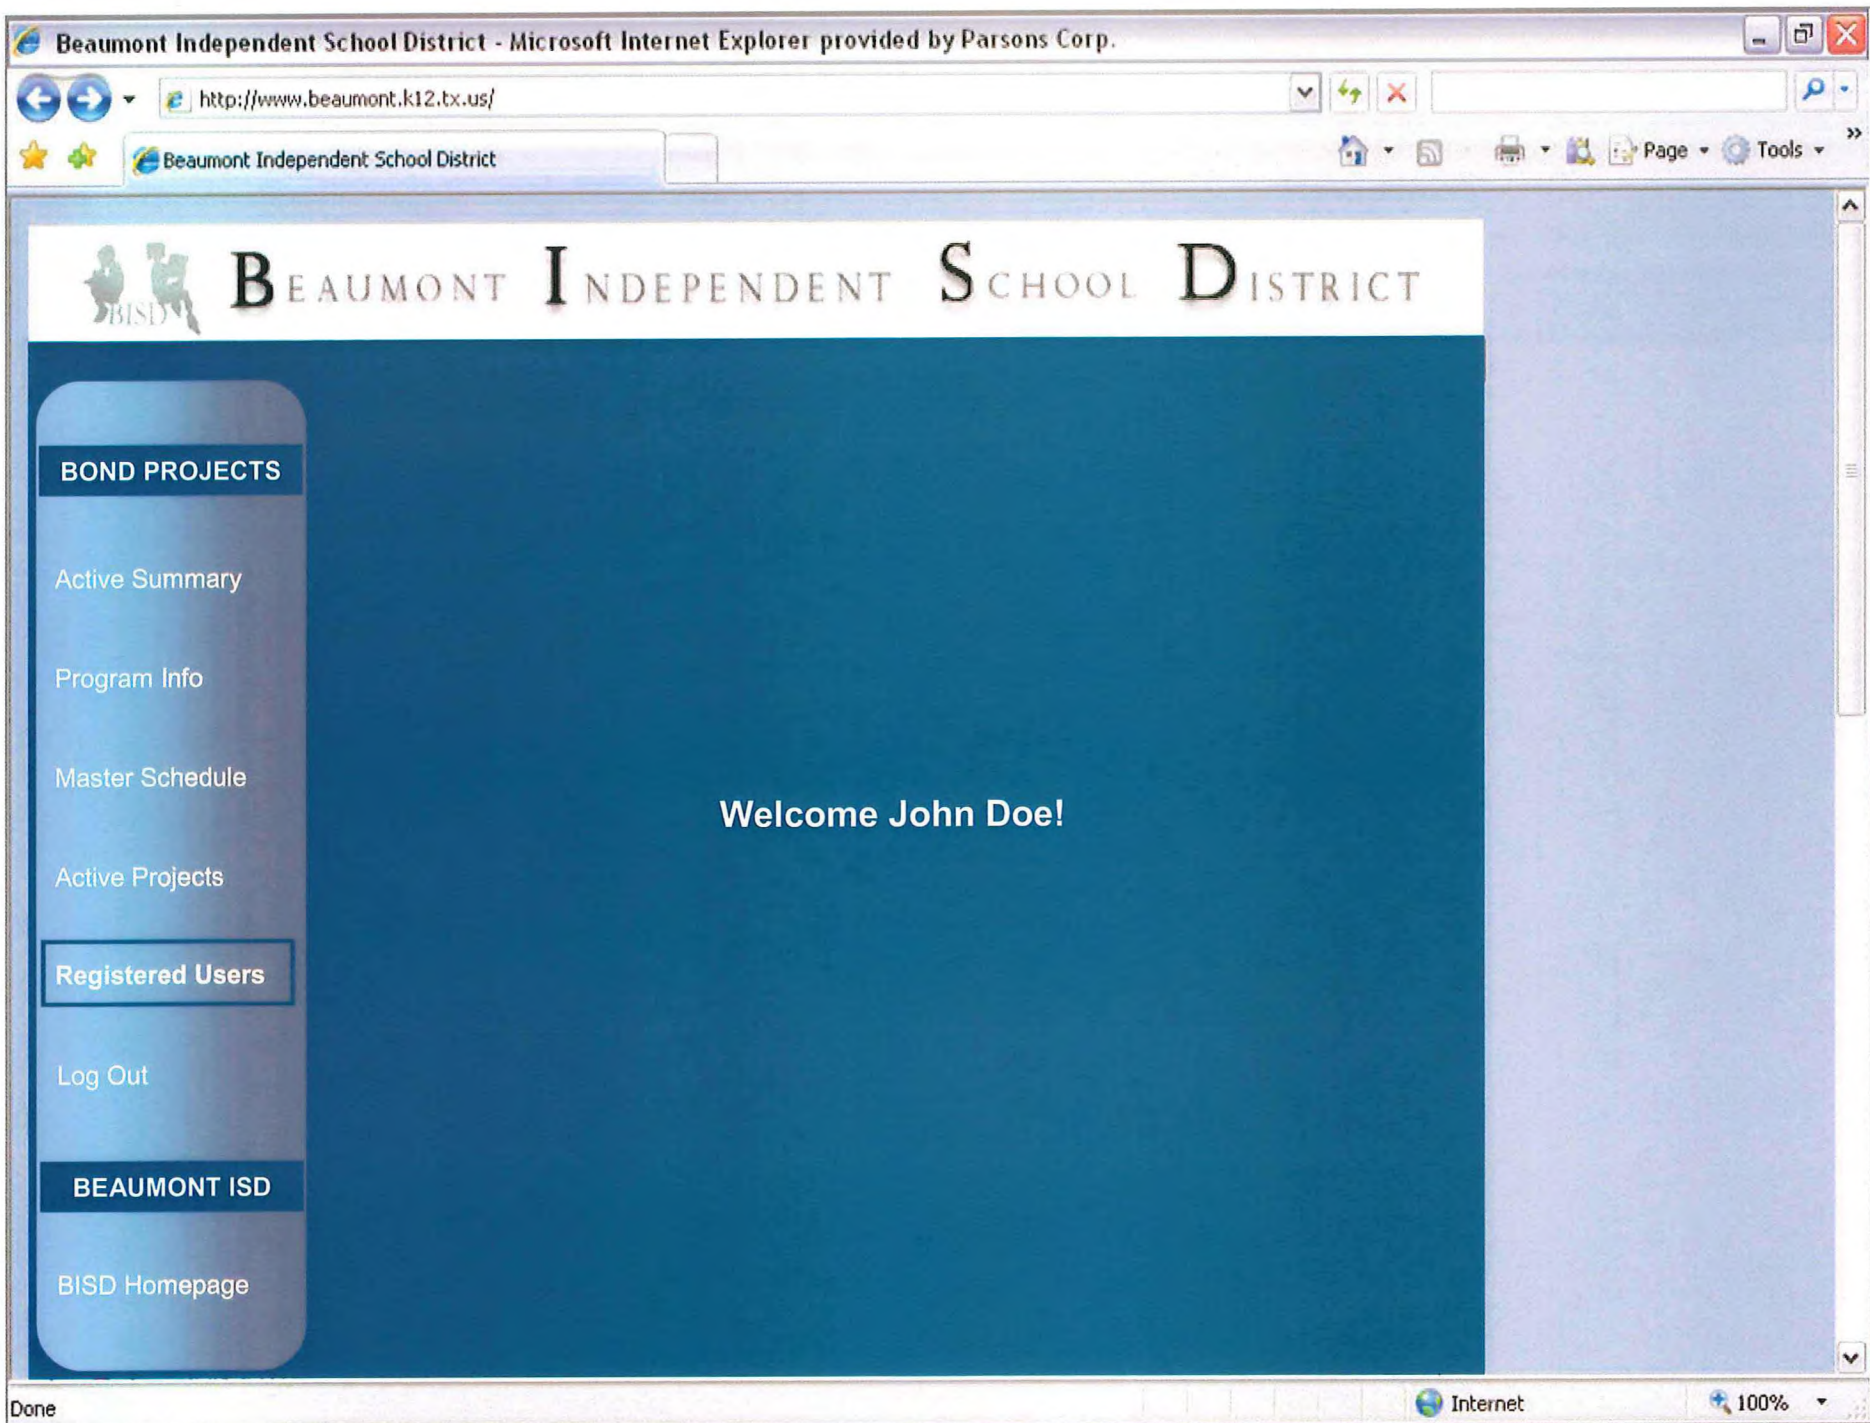 Beaumont Independent School District - Microsoft Internet Explorer provided by Parsons Corp.
http://www.beaumont.k12.tx.us/
Beaumont Independent School District
Page
Tools
»
BISD
BEAUMONT INDEPENDENT SCHOOL DISTRICT
BOND PROJECTS
Active Summary
Program Info
Master Schedule
Active Projects
Registered Users
Log Out
BEAUMONT ISD
BISD Homepage
Welcome John Doe!
Done
Internet
100%